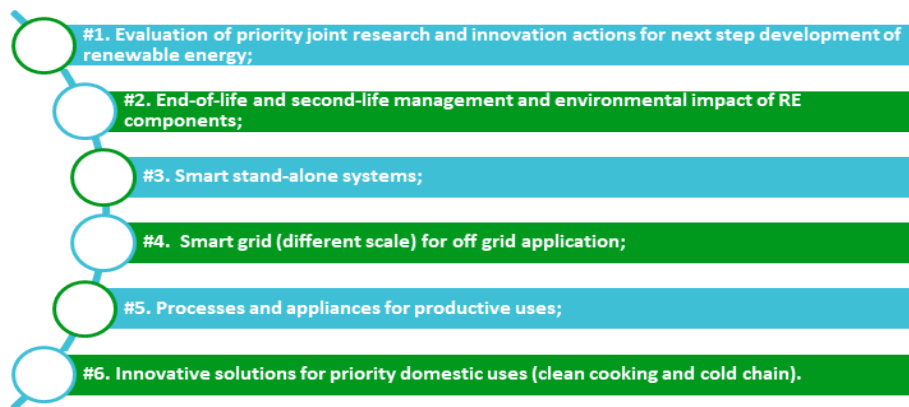 #1. Evaluation of priority joint research and innovation actions for next step development of
renewable energy;
#2. End-of-life and second-life management and environmental impact of RE
components;
#3. Smart stand-alone systems;
#4. Smart grid (different scale) for off grid application;
#5. Processes and appliances for productive uses;
#6. Innovative solutions for priority domestic uses (clean cooking and cold chain).